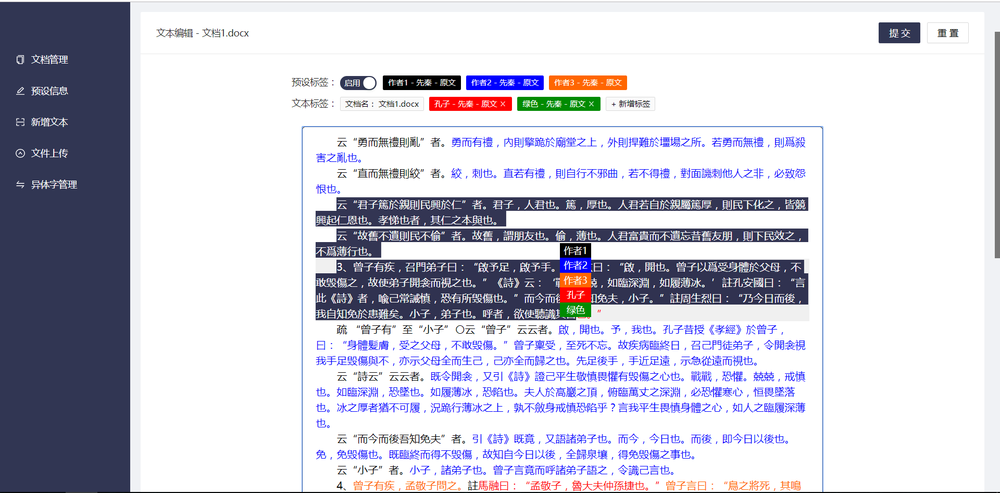 文本编辑 - 文档1.docx
提 交
重 置
文档管理
预设信息
新增文本
文件上传
异体字管理
预设标签：
启用
作者1 - 先秦 - 原文
作者2 - 先秦 - 原文
作者3 - 先秦 - 原文
文本标签：
文档名： 文档1.docx
孔子 - 先秦 - 原文 ×
绿色 - 先秦 - 原文 ×
+ 新增标签
云“勇而無禮則亂”者。勇而有禮，內則擎跪於廟堂之上，外則捍難於壃場之所。若勇而無禮，則爲殺
害之亂也。
云“直而無禮則絞”者。絞，刺也。直若有禮，則自行不邪曲，若不得禮，對面譏刺他人之非，必致怨
恨也。
云“君子篤於親則民興於仁”者。君子，人君也。篤，厚也。人君若自於親屬篤厚，則民下化之，皆競
興起仁恩也。孝悌也者，其仁之本與也。
云“故舊不遺則民不偷”者。故舊，謂朋友也。偷，薄也。人君富貴而不遺忘昔舊友朋，則下民效之，
不爲薄行也。
3、曾子有疾，召門弟子曰：“啟予足，啟予手。 曰：“啟，開也。曾子以爲受身體於父母，不
敢毀傷之，故使弟子開衾而視之也。”《詩》云：‘ ，如臨深淵，如履薄冰。’註孔安國曰：“言
此《詩》者，喻己常誡慎，恐有所毀傷也。”而今而 免夫，小子。”註周生烈曰：“乃今日而後，
我自知免於患難矣。小子，弟子也。呼者，欲使聽識 。”
作者1
作者2
作者3
孔子
绿色
疏 “曾子有”至“小子”〇云“曾子”云云者。啟，開也。予，我也。孔子昔授《孝經》於曾子，
曰：“身體髮膚，受之父母，不敢毀傷。”曾子稟受，至死不忘。故疾病臨終日，召己門徒弟子，令開衾視
我手足毀傷與不，亦示父母全而生己，己亦全而歸之也。先足後手，手近足遠，示急從遠而視也。
云“詩云”云云者。既令開衾，又引《詩》證己平生敬慎畏懼有毀傷之心也。戰戰，恐懼。兢兢，戒慎
也。如臨深淵，恐墜也。如履薄冰，恐陷也。夫人於高巖之頂，俯臨萬丈之深淵，必恐懼寒心，恒畏墜落
也。冰之厚者猶不可履，況跪行薄冰之上，孰不斂身戒慎恐陷乎？言我平生畏慎身體之心，如人之臨履深薄
也。
云“而今而後吾知免夫”者。引《詩》既竟，又語諸弟子也。而今，今日也。而後，即今日以後也。
免，免毀傷也。既臨終而得不毀傷，故知自今日以後，全歸泉壤，得免毀傷之事也。
云“小子”者。小子，諸弟子也。曾子言竟而呼諸弟子語之，令識己言也。
4、曾子有疾，孟敬子問之。註馬融曰：“孟敬子，魯大夫仲孫捷也。”曾子言曰：“鳥之將死，其鳴